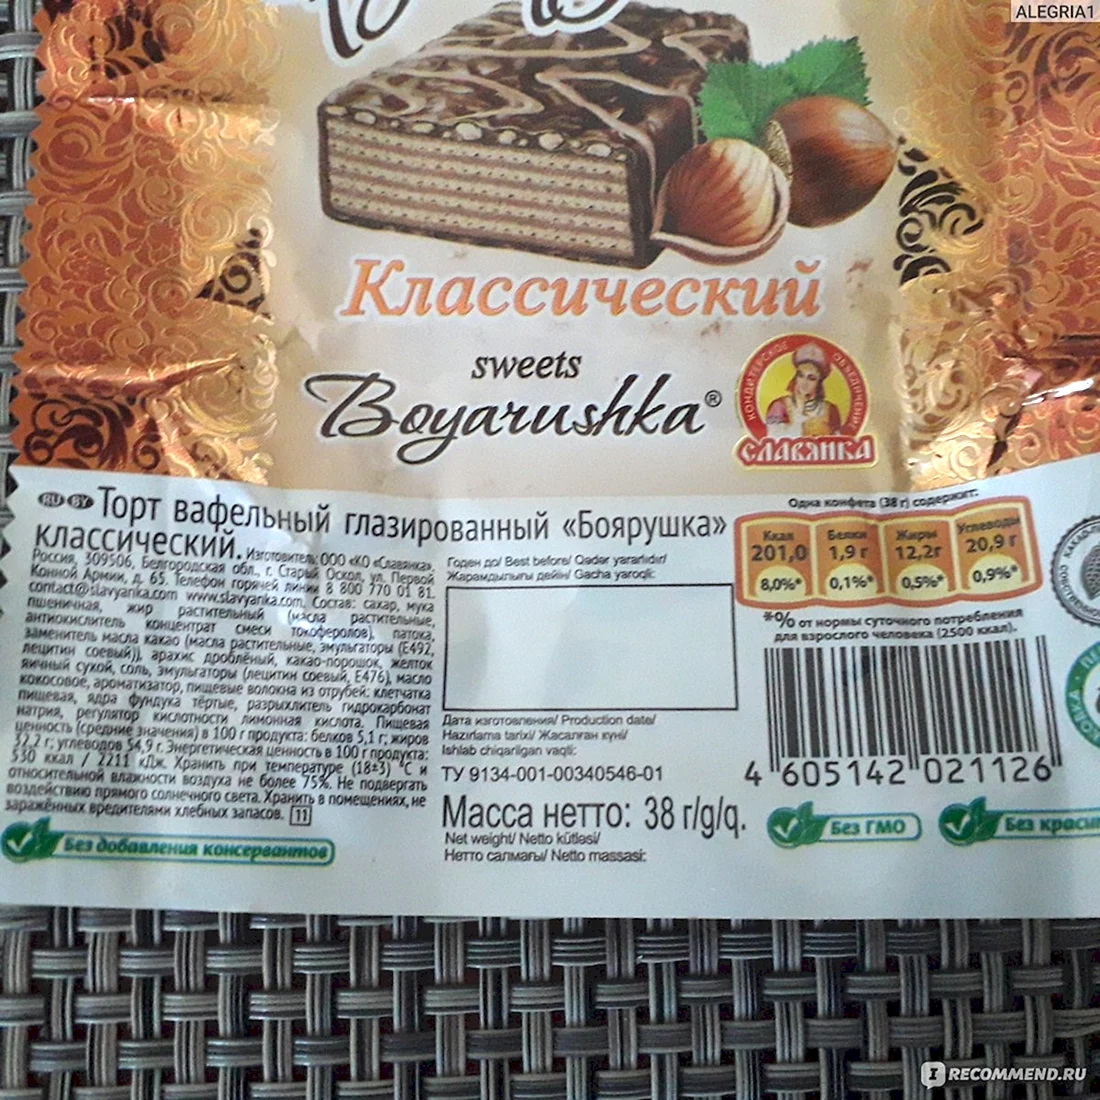 ALEGRIA1
Классический
sweets
Boyarushka®
КОНДИТЕРСКОЕ ОБЪЕДИНЕНИЕ
СЛАВЯНКА
RU BY Торт вафельный глазированный «Боярушка»
классический. Изготовитель: ООО «КО «Славянка»,
Россия, 309506, Белгородская обл., г. Старый Оскол, ул. Первой
Конной Армии, д. 65. Телефон горячей линии 8 800 770 01 81.
contact@slavyanka.com www.slavyanka.com. Состав: сахар, мука
пшеничная, жир растительный (масла растительные,
антиокислитель концентрат смеси токоферолов), патока,
заменитель масла какао (масла растительные, эмульгаторы (Е492,
лецитин соевый)), арахис дроблёный, какао-порошок, желток
яичный сухой, соль, эмульгаторы (лецитин соевый, Е476), масло
кокосовое, ароматизатор, пищевые волокна из отрубей: клетчатка
пищевая, ядра фундука тёртые, разрыхлитель гидрокарбонат
натрия, регулятор кислотности лимонная кислота. Пищевая
ценность (средние значения) в 100 г продукта: белков 5,1 г; жиров
32,2 г; углеводов 54,9 г. Энергетическая ценность в 100 г продукта:
530 ккал / 2211 кДж. Хранить при температуре (18±3) °С и
относительной влажности воздуха не более 75%. Не подвергать
воздействию прямого солнечного света. Хранить в помещениях, не
заражённых вредителями хлебных запасов. 11
Без добавления консервантов
Годен до/ Best before/ Qadar yararlıdır/
Жарамдылығы дейін/ Gacha yaroqli:
Дата изготовления/ Production date/
Hazırlama tarixi/ Жасалған күні/
Ishlab chiqarilgan vaqti:
ТУ 9134-001-00340546-01
Масса нетто: 38 г/g/q.
Net weight/ Netto kütləsi/
Нетто салмағы/ Netto massasi:
Одна конфета (38 г) содержит:
Ккал Белки Жиры Углеводы
201,0 1,9 г 12,2г 20,9 г
8,0%* 0,1%* 0,5%* 0,9%*
*% от нормы суточного потребления
для взрослого человека (2500 ккал).
4 605142 021126
Без ГМО
Без
IRECOMMEND.RU